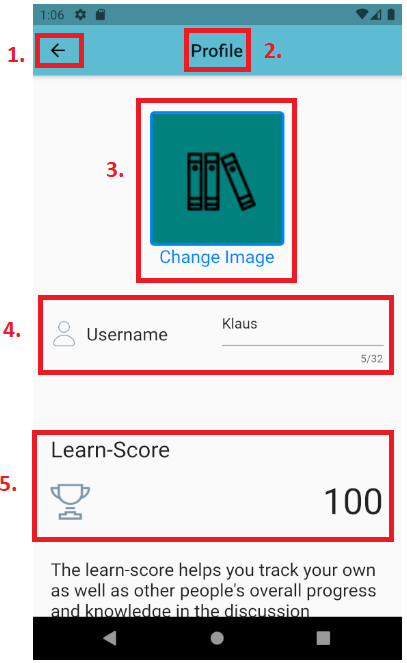 1:06
1.
Profile
2.
3.
Change Image
4.
Username
Klaus
5/32
5.
Learn-Score
100
The learn-score helps you track your own
as well as other people's overall progress
and knowledge in the discussion